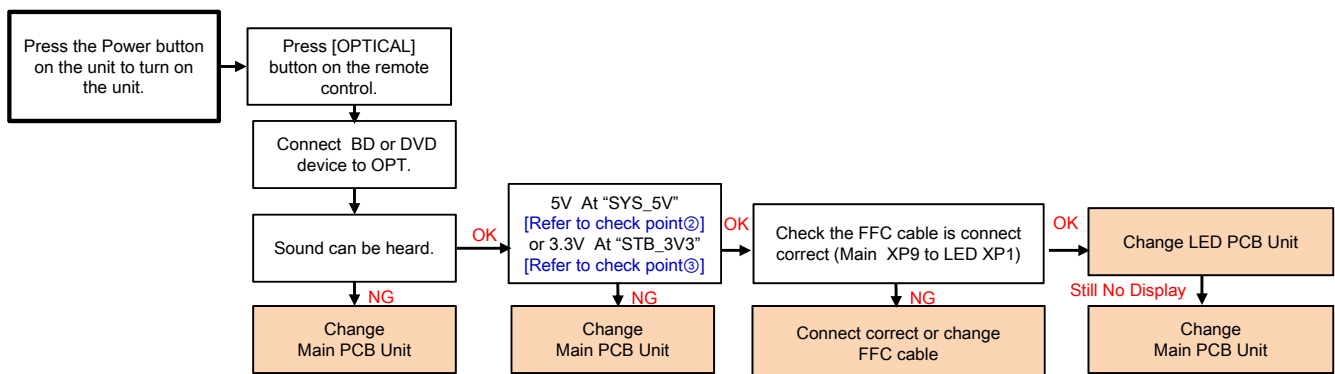 Press the Power button
on the unit to turn on
the unit.
Press [OPTICAL]
button on the remote
control.
Connect BD or DVD
device to OPT.
Sound can be heard.
OK
NG
Change
Main PCB Unit
5V At “SYS_5V”
[Refer to check point②]
or 3.3V At “STB_3V3”
[Refer to check point③]
OK
NG
Change
Main PCB Unit
Check the FFC cable is connect
correct (Main XP9 to LED XP1)
OK
NG
Connect correct or change
FFC cable
Change LED PCB Unit
Still No Display
Change
Main PCB Unit